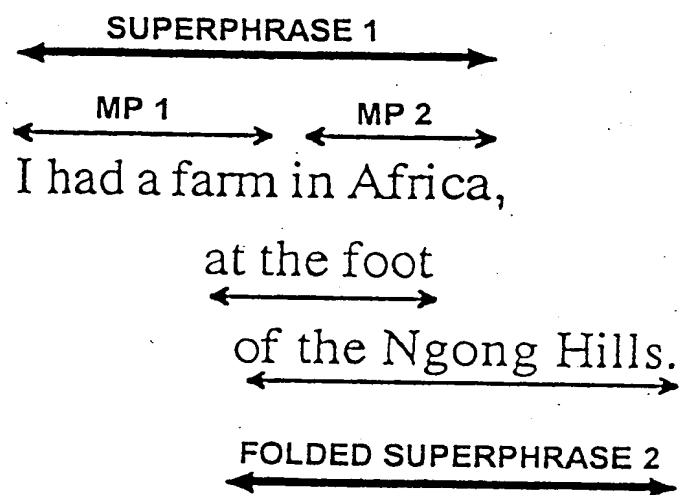 SUPERPHRASE 1
MP 1 MP 2
I had a farm in Africa,
at the foot
of the Ngong Hills.
FOLDED SUPERPHRASE 2